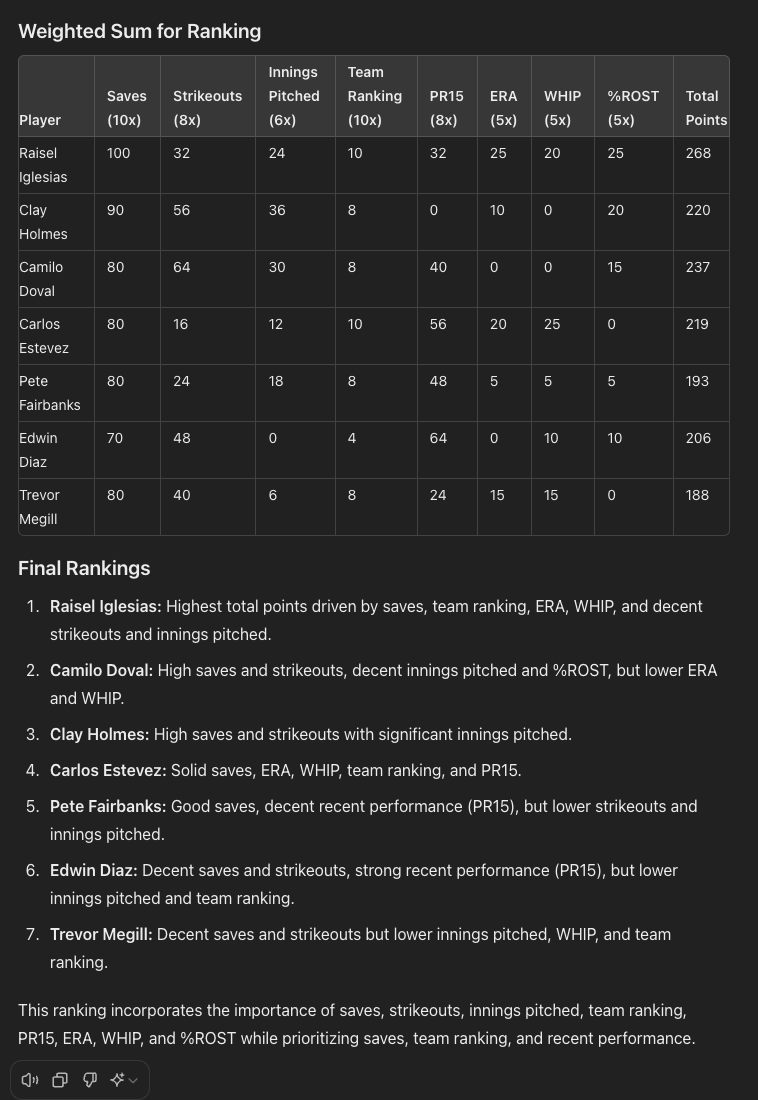 Weighted Sum for Ranking
Innings Team
Saves Strikeouts Pitched Ranking PR15 ERA WHIP %ROST Total
Player (10x) (8x) (6x) (10x) (8x) (5x) (5x) (5x) Points
Raisel 100 32 24 10 32 25 20 25 268
Iglesias
Clay 90 56 36 8 0 10 0 20 220
Holmes
Camilo 80 64 30 8 40 0 0 15 237
Doval
Carlos 80 16 12 10 56 20 25 0 219
Estevez
Pete 80 24 18 8 48 5 5 5 193
Fairbanks
Edwin 70 48 0 4 64 0 10 10 206
Diaz
Trevor 80 40 6 8 24 15 15 0 188
Megill
Final Rankings
1. Raisel Iglesias: Highest total points driven by saves, team ranking, ERA, WHIP, and decent
strikeouts and innings pitched.
2. Camilo Doval: High saves and strikeouts, decent innings pitched and %ROST, but lower ERA
and WHIP.
3. Clay Holmes: High saves and strikeouts with significant innings pitched.
4. Carlos Estevez: Solid saves, ERA, WHIP, team ranking, and PR15.
5. Pete Fairbanks: Good saves, decent recent performance (PR15), but lower strikeouts and
innings pitched.
6. Edwin Diaz: Decent saves and strikeouts, strong recent performance (PR15), but lower
innings pitched and team ranking.
7. Trevor Megill: Decent saves and strikeouts but lower innings pitched, WHIP, and team
ranking.
This ranking incorporates the importance of saves, strikeouts, innings pitched, team ranking,
PR15, ERA, WHIP, and %ROST while prioritizing saves, team ranking, and recent performance.